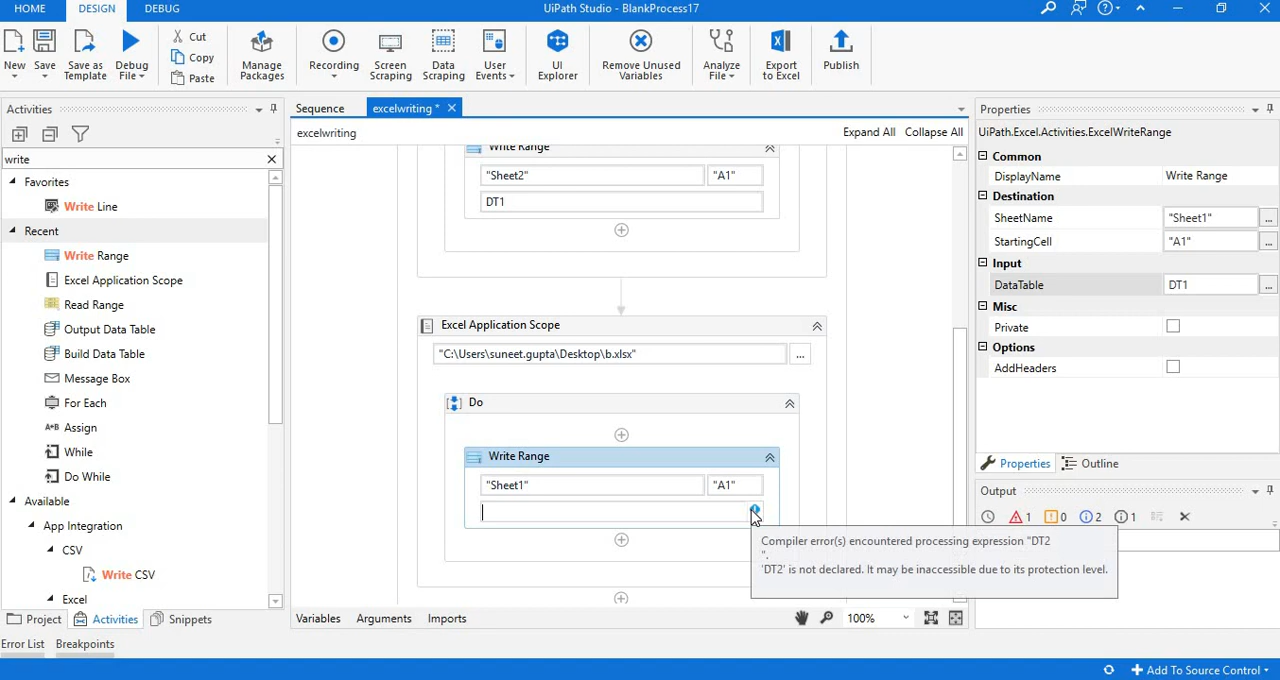 HOME DESIGN DEBUG UiPath Studio - BlankProcess17
New Save Save as Template Debug File Cut Copy Paste Manage Packages Recording Screen Scraping Data Scraping User Events UI Explorer Remove Unused Variables Analyze File Export to Excel Publish
Activities
write
Favorites
Write Line
Recent
Write Range
Excel Application Scope
Read Range
Output Data Table
Build Data Table
Message Box
For Each
A*B Assign
While
Do While
Available
App Integration
CSV
Write CSV
Excel
Project Activities Snippets
Sequence excelwriting *
excelwriting Expand All Collapse All
Write Range
"Sheet2" "A1"
DT1
Excel Application Scope
"C:\Users\suneet.gupta\Desktop\b.xlsx" ...
Do
Write Range
"Sheet1" "A1"
Compiler error(s) encountered processing expression "DT2
".
'DT2' is not declared. It may be inaccessible due to its protection level.
Variables Arguments Imports 100%
Properties
UiPath.Excel.Activities.ExcelWriteRange
Common
DisplayName Write Range
Destination
SheetName "Sheet1" ...
StartingCell "A1" ...
Input
DataTable DT1 ...
Misc
Private
Options
AddHeaders
Properties Outline
Output
1 0 2 1
Error List Breakpoints
Add To Source Control